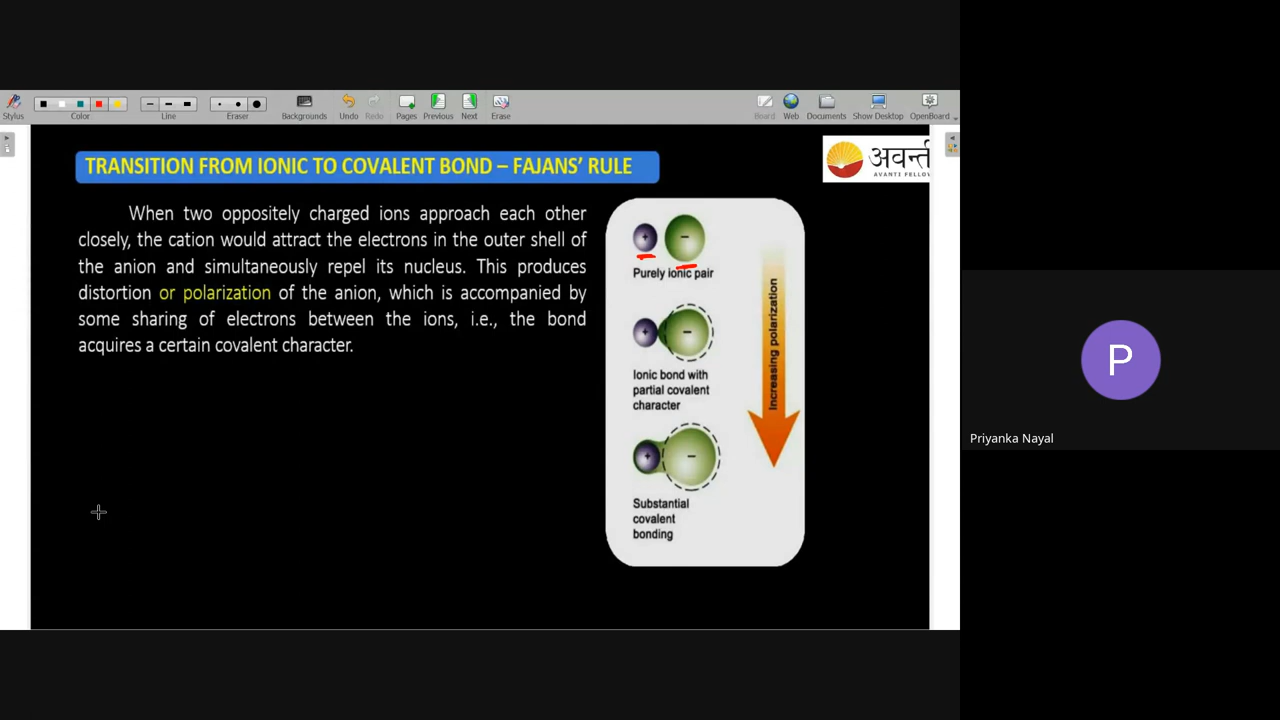 Stylus
Color
Line
Eraser
Backgrounds
Undo
Redo
Pages
Previous
Next
Erase
Board
Web
Documents
Show Desktop
OpenBoard
TRANSITION FROM IONIC TO COVALENT BOND – FAJANS’ RULE
अवन्त
AVANTI FELLOW
When two oppositely charged ions approach each other
closely, the cation would attract the electrons in the outer shell of
the anion and simultaneously repel its nucleus. This produces
distortion or polarization of the anion, which is accompanied by
some sharing of electrons between the ions, i.e., the bond
acquires a certain covalent character.
+ −
Purely ionic pair
+ −
Ionic bond with
partial covalent
character
+ −
Substantial
covalent
bonding
Increasing polarization
P
Priyanka Nayal